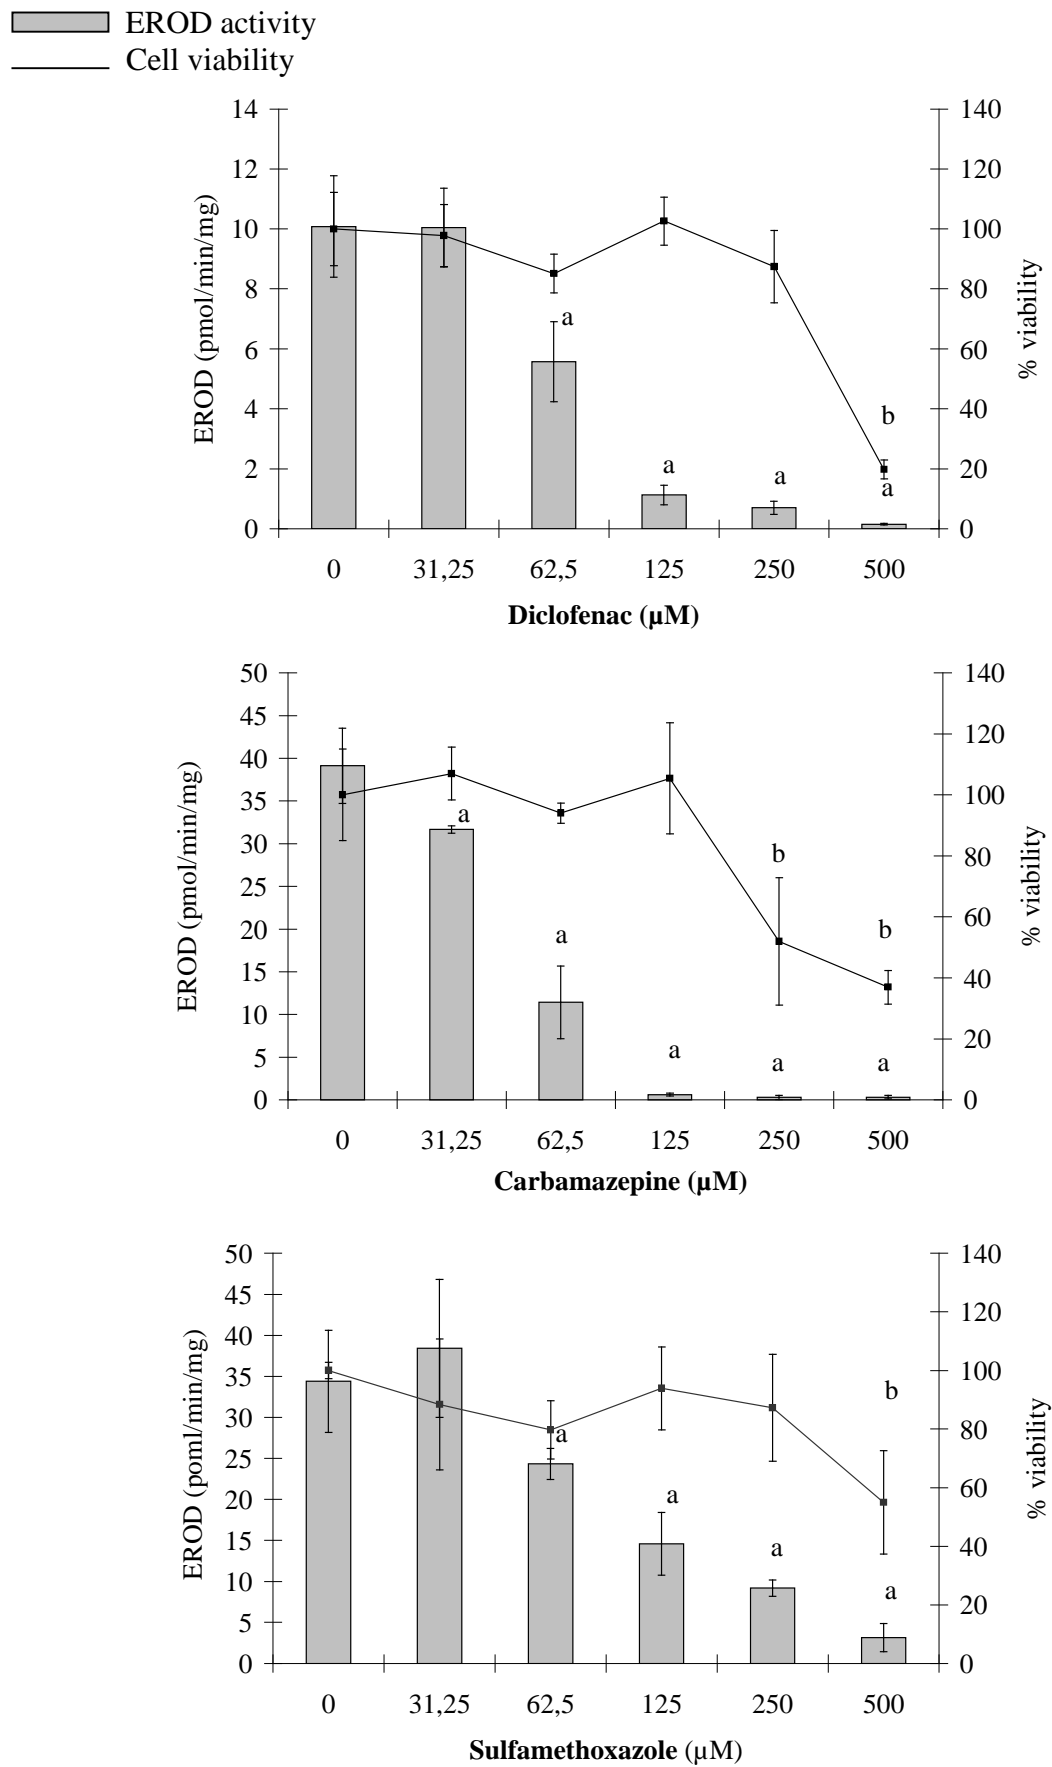 EROD activity
Cell viability
14
12
10
8
6
4
2
0
EROD (pmol/min/mg)
140
120
100
80
60
40
20
0
% viability
a
a
a
b
a
0
31,25
62,5
125
250
500
Diclofenac (µM)
50
45
40
35
30
25
20
15
10
5
0
EROD (pmol/min/mg)
140
120
100
80
60
40
20
0
% viability
a
a
a
b
a
b
a
0
31,25
62,5
125
250
500
Carbamazepine (µM)
50
45
40
35
30
25
20
15
10
5
0
EROD (poml/min/mg)
140
120
100
80
60
40
20
0
% viability
a
a
a
b
a
0
31,25
62,5
125
250
500
Sulfamethoxazole (µM)